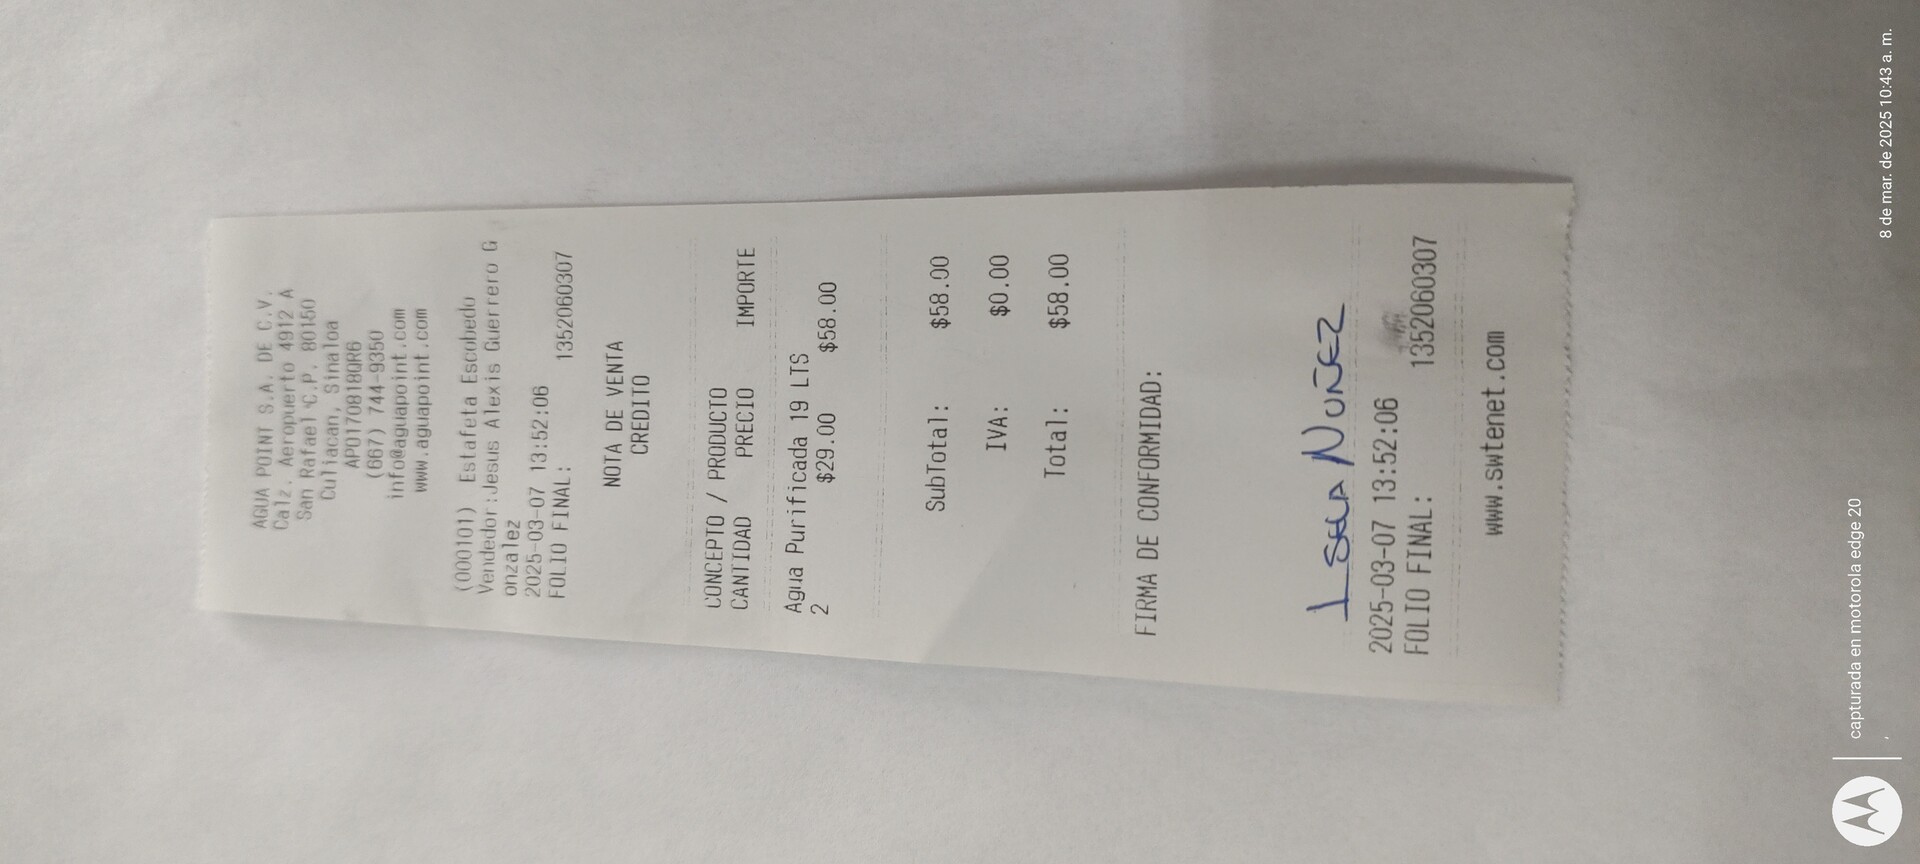 AGUA POINT S.A. DE C.V.
Calz. Aeropuerto 4912 A
San Rafael C.P. 80150
Culiacan, Sinaloa
APO170818QR6
(667) 744-9350
info@aguapoint.com
www.aguapoint.com
(000101) Estafeta Escobedo
Vendedor:Jesus Alexis Guerrero G
onzalez
2025-03-07 13:52:06
FOLIO FINAL: 1352060307
NOTA DE VENTA
CREDITO
CONCEPTO / PRODUCTO
CANTIDAD PRECIO IMPORTE
Agua Purificada 19 LTS
2 $29.00 $58.00
SubTotal: $58.00
IVA: $0.00
Total: $58.00
FIRMA DE CONFORMIDAD:
ISELA NUÑEZ
2025-03-07 13:52:06
FOLIO FINAL: 1352060307
www.swtenet.com
capturada en motorola edge 20
,
8 de mar. de 2025 10:43 a. m.